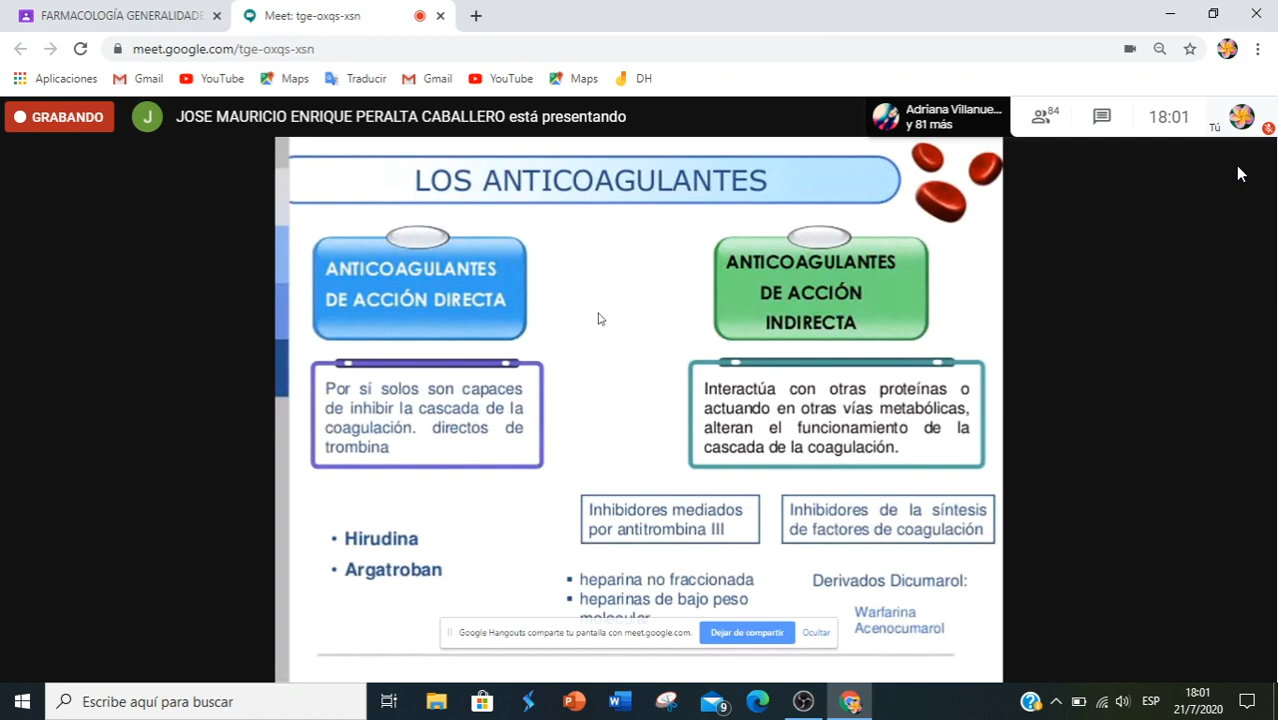 FARMACOLOGÍA GENERALIDADE
Meet: tge-oxqs-xsn
meet.google.com/tge-oxqs-xsn
Aplicaciones Gmail YouTube Maps Traducir Gmail YouTube Maps DH
GRABANDO
J JOSE MAURICIO ENRIQUE PERALTA CABALLERO está presentando
Adriana Villanue...
y 81 más
84
18:01
Tú
LOS ANTICOAGULANTES
ANTICOAGULANTES
DE ACCIÓN DIRECTA
ANTICOAGULANTES
DE ACCIÓN
INDIRECTA
Por sí solos son capaces
de inhibir la cascada de la
coagulación. directos de
trombina
Interactúa con otras proteínas o
actuando en otras vías metabólicas,
alteran el funcionamiento de la
cascada de la coagulación.
• Hirudina
• Argatroban
Inhibidores mediados
por antitrombina III
▪ heparina no fraccionada
▪ heparinas de bajo peso
molecular
Inhibidores de la síntesis
de factores de coagulación
Derivados Dicumarol:
Warfarina
Acenocumarol
Google Hangouts comparte tu pantalla con meet.google.com. Dejar de compartir Ocultar
Escribe aquí para buscar
9
ESP
18:01
21/7/2020